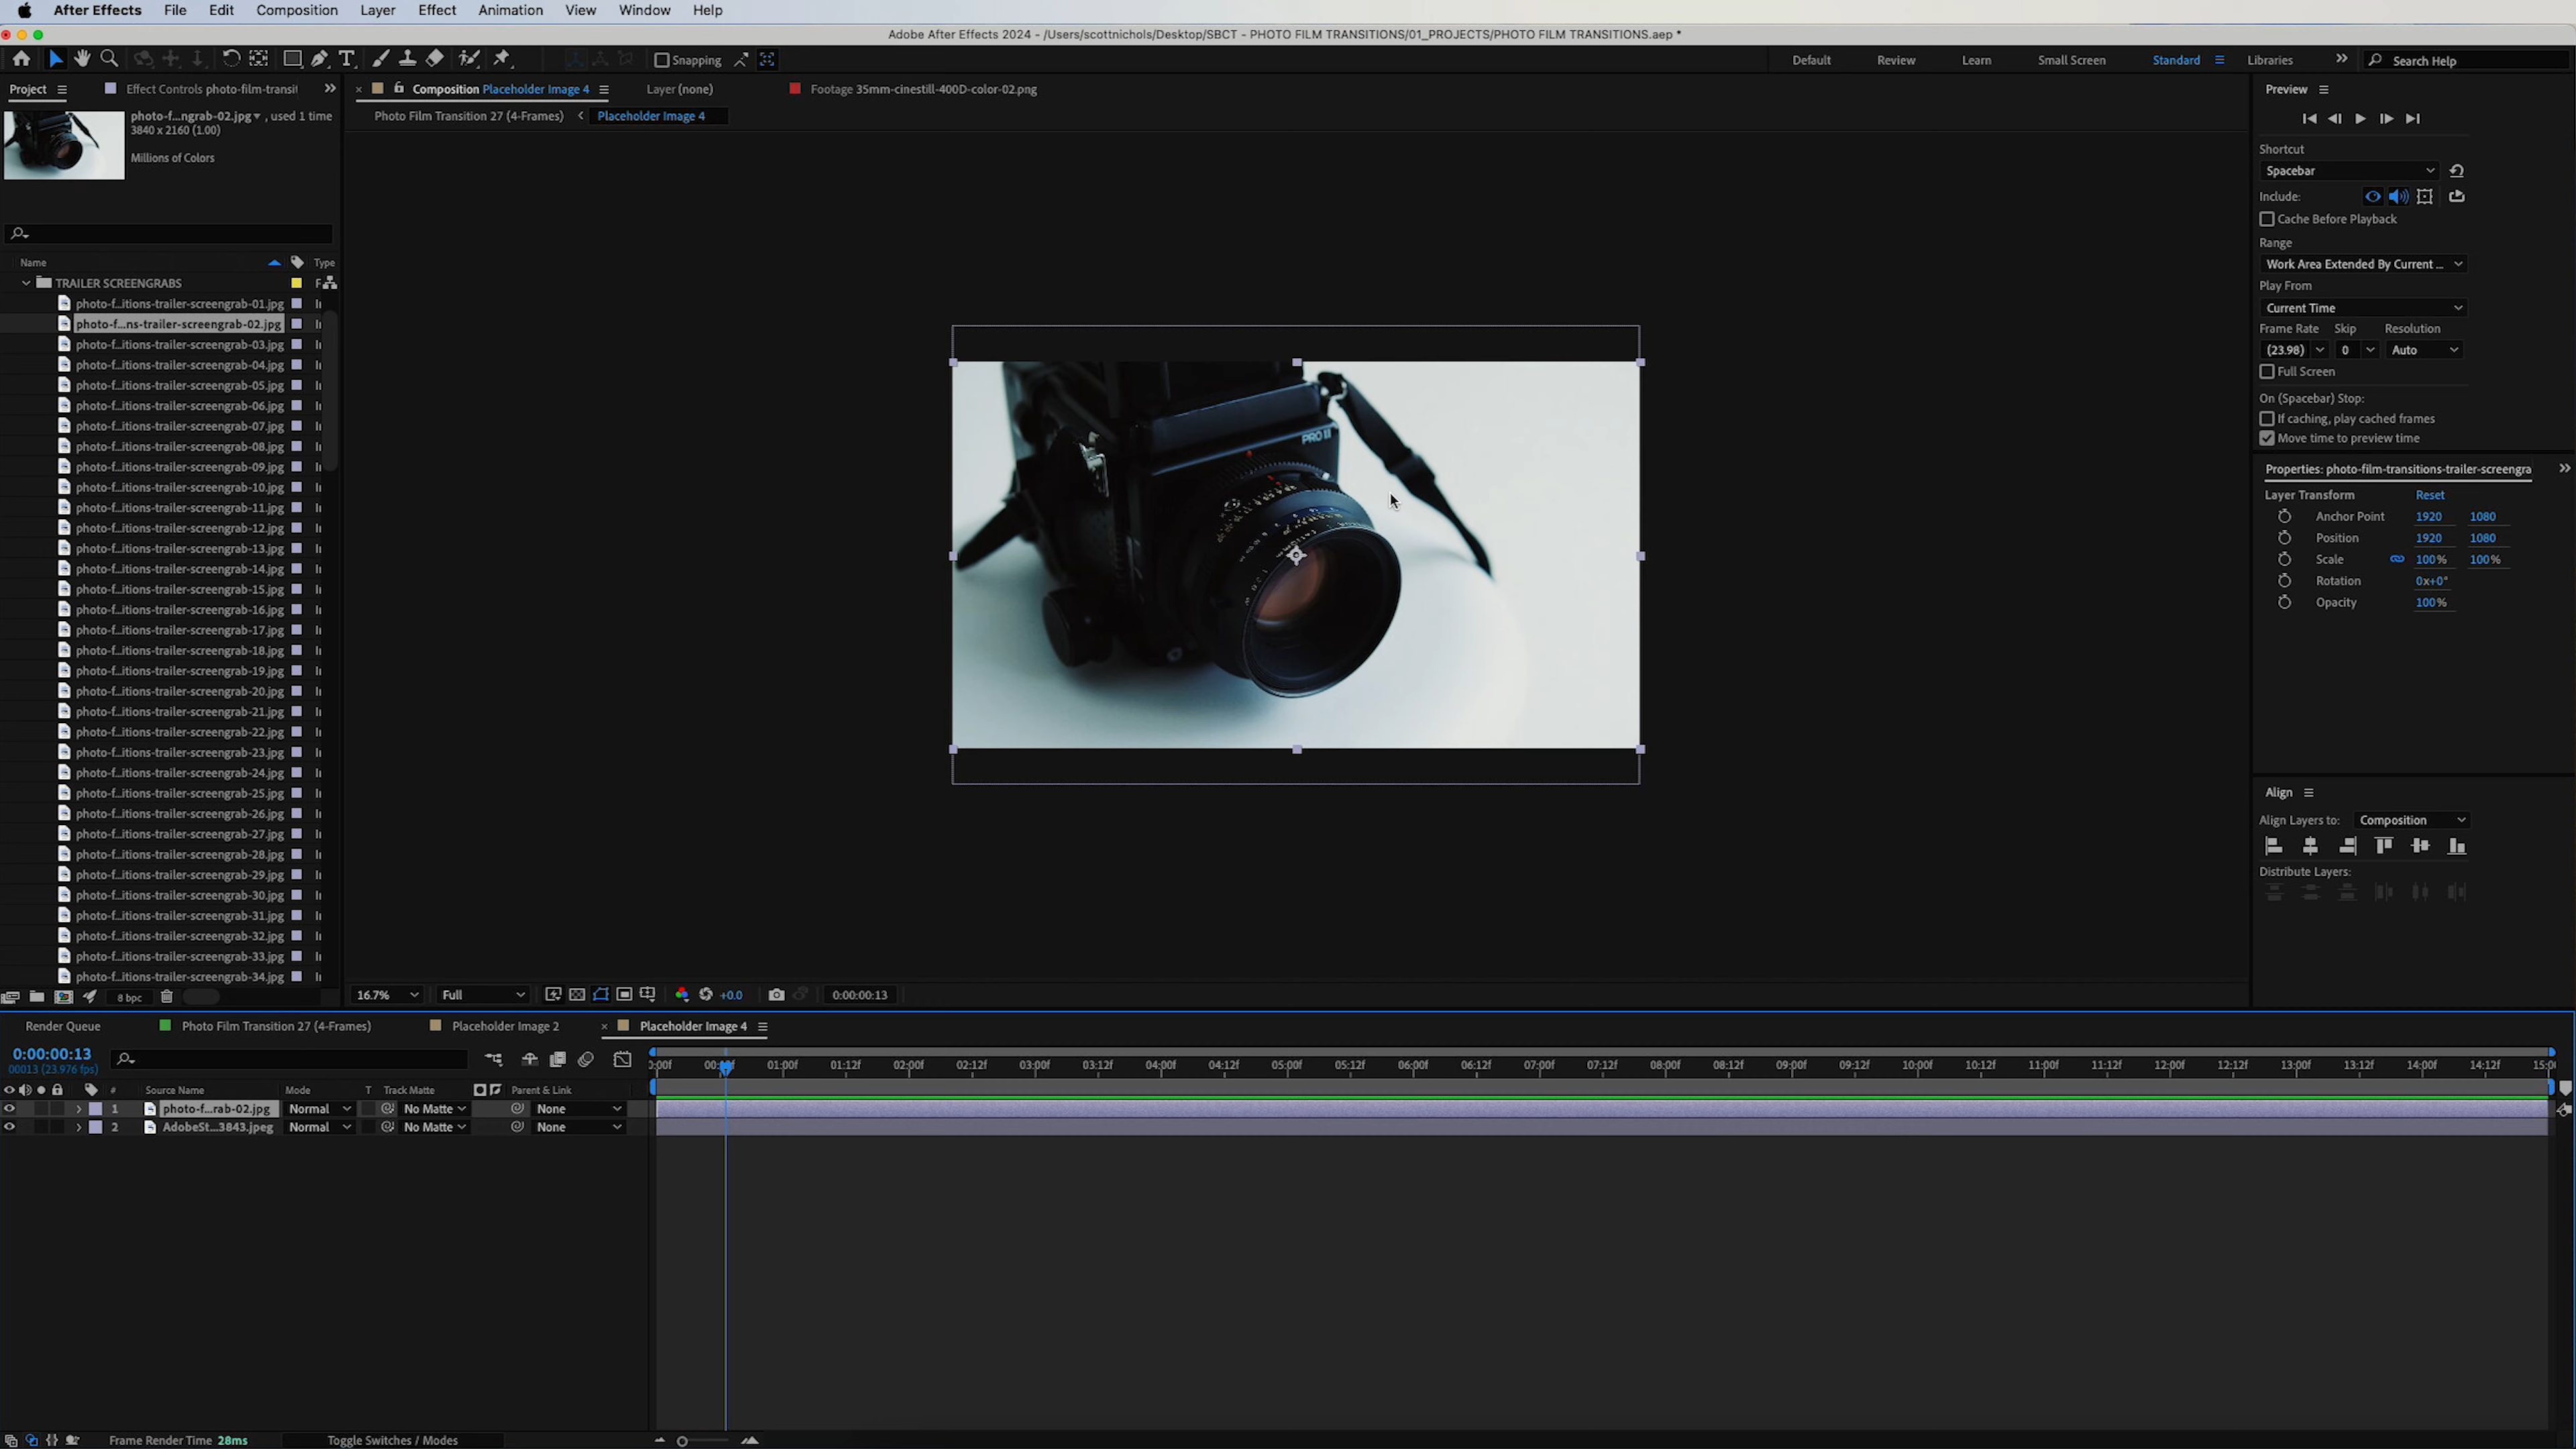 After Effects File Edit Composition Layer Effect Animation View Window Help
Adobe After Effects 2024 - /Users/scottnichols/Desktop/SBCT - PHOTO FILM TRANSITIONS/01_PROJECTS/PHOTO FILM TRANSITIONS.aep *
Snapping Default Review Learn Small Screen Standard Libraries Search Help
Project Effect Controls photo-film-transit
Composition Placeholder Image 4 Layer (none) Footage 35mm-cinestill-400D-color-02.png
Photo Film Transition 27 (4-Frames) Placeholder Image 4
photo-f...ngrab-02.jpg , used 1 time
3840 x 2160 (1.00)
Millions of Colors
Name Type
TRAILER SCREENGRABS
photo-f...itions-trailer-screengrab-01.jpg
photo-f...ns-trailer-screengrab-02.jpg
photo-f...itions-trailer-screengrab-03.jpg
photo-f...itions-trailer-screengrab-04.jpg
photo-f...itions-trailer-screengrab-05.jpg
photo-f...itions-trailer-screengrab-06.jpg
photo-f...itions-trailer-screengrab-07.jpg
photo-f...itions-trailer-screengrab-08.jpg
photo-f...itions-trailer-screengrab-09.jpg
photo-f...itions-trailer-screengrab-10.jpg
photo-f...itions-trailer-screengrab-11.jpg
photo-f...itions-trailer-screengrab-12.jpg
photo-f...itions-trailer-screengrab-13.jpg
photo-f...itions-trailer-screengrab-14.jpg
photo-f...itions-trailer-screengrab-15.jpg
photo-f...itions-trailer-screengrab-16.jpg
photo-f...itions-trailer-screengrab-17.jpg
photo-f...itions-trailer-screengrab-18.jpg
photo-f...itions-trailer-screengrab-19.jpg
photo-f...itions-trailer-screengrab-20.jpg
photo-f...itions-trailer-screengrab-21.jpg
photo-f...itions-trailer-screengrab-22.jpg
photo-f...itions-trailer-screengrab-23.jpg
photo-f...itions-trailer-screengrab-24.jpg
photo-f...itions-trailer-screengrab-25.jpg
photo-f...itions-trailer-screengrab-26.jpg
photo-f...itions-trailer-screengrab-27.jpg
photo-f...itions-trailer-screengrab-28.jpg
photo-f...itions-trailer-screengrab-29.jpg
photo-f...itions-trailer-screengrab-30.jpg
photo-f...itions-trailer-screengrab-31.jpg
photo-f...itions-trailer-screengrab-32.jpg
photo-f...itions-trailer-screengrab-33.jpg
photo-f...itions-trailer-screengrab-34.jpg
8 bpc
PRO II
16.7% Full +0.0 0:00:00:13
Preview
Shortcut
Spacebar
Include:
Cache Before Playback
Range
Work Area Extended By Current ...
Play From
Current Time
Frame Rate Skip Resolution
(23.98) 0 Auto
Full Screen
On (Spacebar) Stop:
If caching, play cached frames
Move time to preview time
Properties: photo-film-transitions-trailer-screengra
Layer Transform Reset
Anchor Point 1920 1080
Position 1920 1080
Scale 100% 100%
Rotation 0x+0°
Opacity 100%
Align
Align Layers to: Composition
Distribute Layers:
Render Queue Photo Film Transition 27 (4-Frames) Placeholder Image 2 Placeholder Image 4
0:00:00:13
00013 (23.976 fps)
01:00f 01:12f 02:00f 02:12f 03:00f 03:12f 04:00f 04:12f 05:00f 05:12f 06:00f 06:12f 07:00f 07:12f 08:00f 08:12f 09:00f 09:12f 10:00f 10:12f 11:00f 11:12f 12:00f 12:12f 13:00f 13:12f 14:00f 14:12f
# Source Name Mode T Track Matte Parent & Link
1 photo-f...rab-02.jpg Normal No Matte None
2 AdobeSt...3843.jpeg Normal No Matte None
Frame Render Time 28ms Toggle Switches / Modes